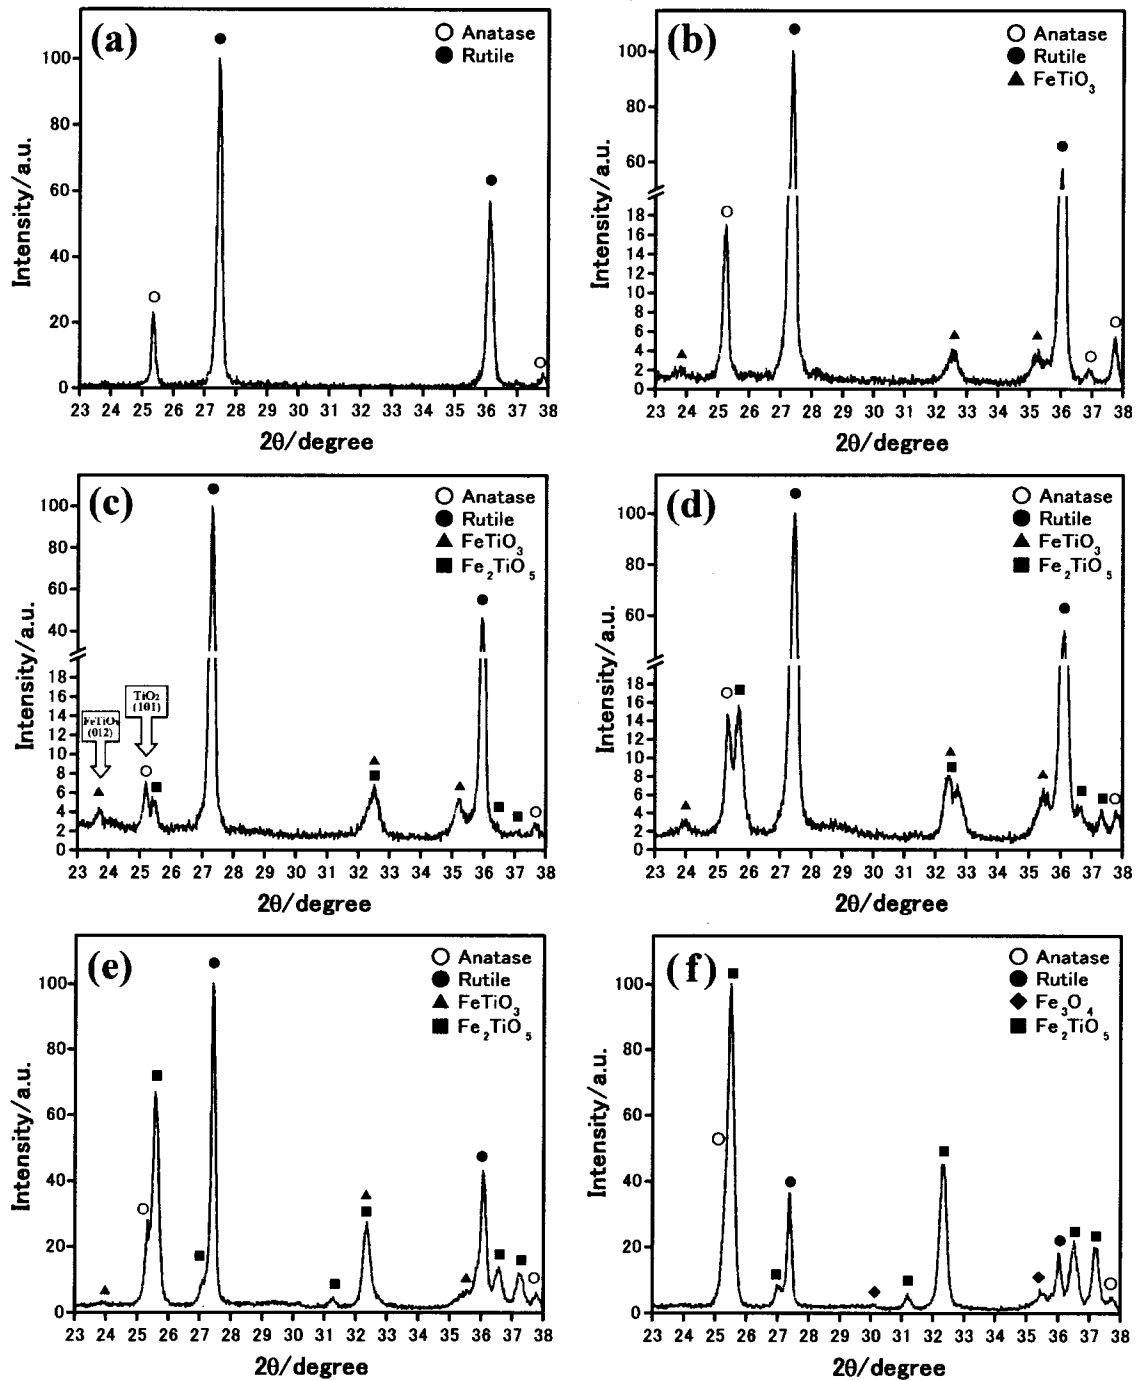 (a)
Anatase
Rutile
Intensity/a.u.
100
80
60
40
20
0
23 24 25 26 27 28 29 30 31 32 33 34 35 36 37 38
2θ/degree
(b)
Anatase
Rutile
FeTiO₃
Intensity/a.u.
100
80
60
18
16
14
12
10
8
6
4
2
0
23 24 25 26 27 28 29 30 31 32 33 34 35 36 37 38
2θ/degree
(c)
Anatase
Rutile
FeTiO₃
Fe₂TiO₅
Intensity/a.u.
100
80
60
40
18
16
14
12
10
8
6
4
2
0
FeTiO₃
(012)
TiO₂
(101)
23 24 25 26 27 28 29 30 31 32 33 34 35 36 37 38
2θ/degree
(d)
Anatase
Rutile
FeTiO₃
Fe₂TiO₅
Intensity/a.u.
100
80
60
18
16
14
12
10
8
6
4
2
0
23 24 25 26 27 28 29 30 31 32 33 34 35 36 37 38
2θ/degree
(e)
Anatase
Rutile
FeTiO₃
Fe₂TiO₅
Intensity/a.u.
100
80
60
40
20
0
23 24 25 26 27 28 29 30 31 32 33 34 35 36 37 38
2θ/degree
(f)
Anatase
Rutile
Fe₃O₄
Fe₂TiO₅
Intensity/a.u.
100
80
60
40
20
0
23 24 25 26 27 28 29 30 31 32 33 34 35 36 37 38
2θ/degree